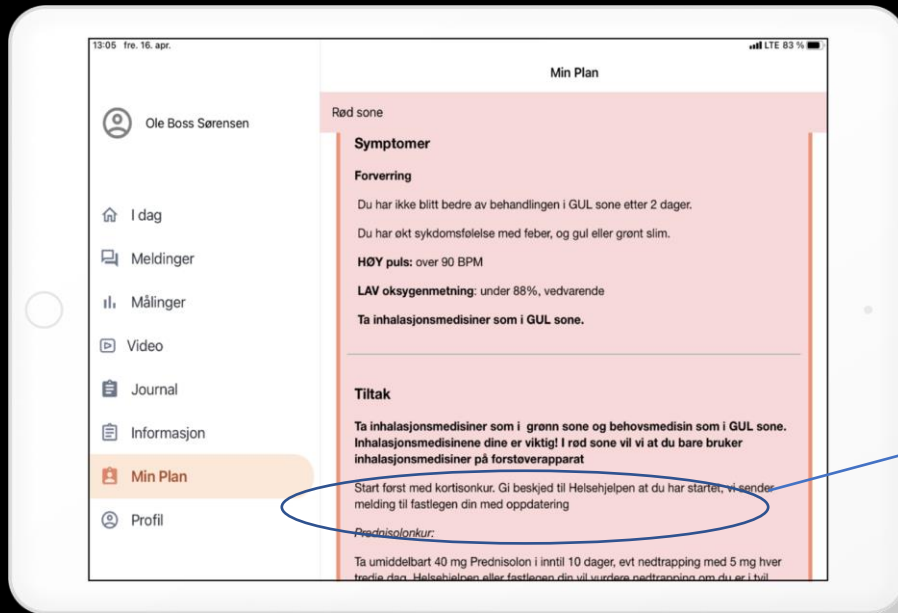 13:05 fre. 16. apr.
LTE 83 %
Min Plan
Ole Boss Sørensen
I dag
Meldinger
Målinger
Video
Journal
Informasjon
Min Plan
Profil
Rød sone
Symptomer
Forverring
Du har ikke blitt bedre av behandlingen i GUL sone etter 2 dager.
Du har økt sykdomsfølelse med feber, og gul eller grønt slim.
HØY puls: over 90 BPM
LAV oksygenmetning: under 88%, vedvarende
Ta inhalasjonsmedisiner som i GUL sone.
Tiltak
Ta inhalasjonsmedisiner som i grønn sone og behovsmedisin som i GUL sone.
Inhalasjonsmedisinene dine er viktig! I rød sone vil vi at du bare bruker
inhalasjonsmedisiner på forstøverapparat
Start først med kortisonkur. Gi beskjed til Helsehjelpen at du har startet, vi sender
melding til fastlegen din med oppdatering
Prednisolonkur:
Ta umiddelbart 40 mg Prednisolon i inntil 10 dager, evt nedtrapping med 5 mg hver
tredje dag. Helsehjelpen eller fastlegen din vil vurdere nedtrapping om du er i tvil